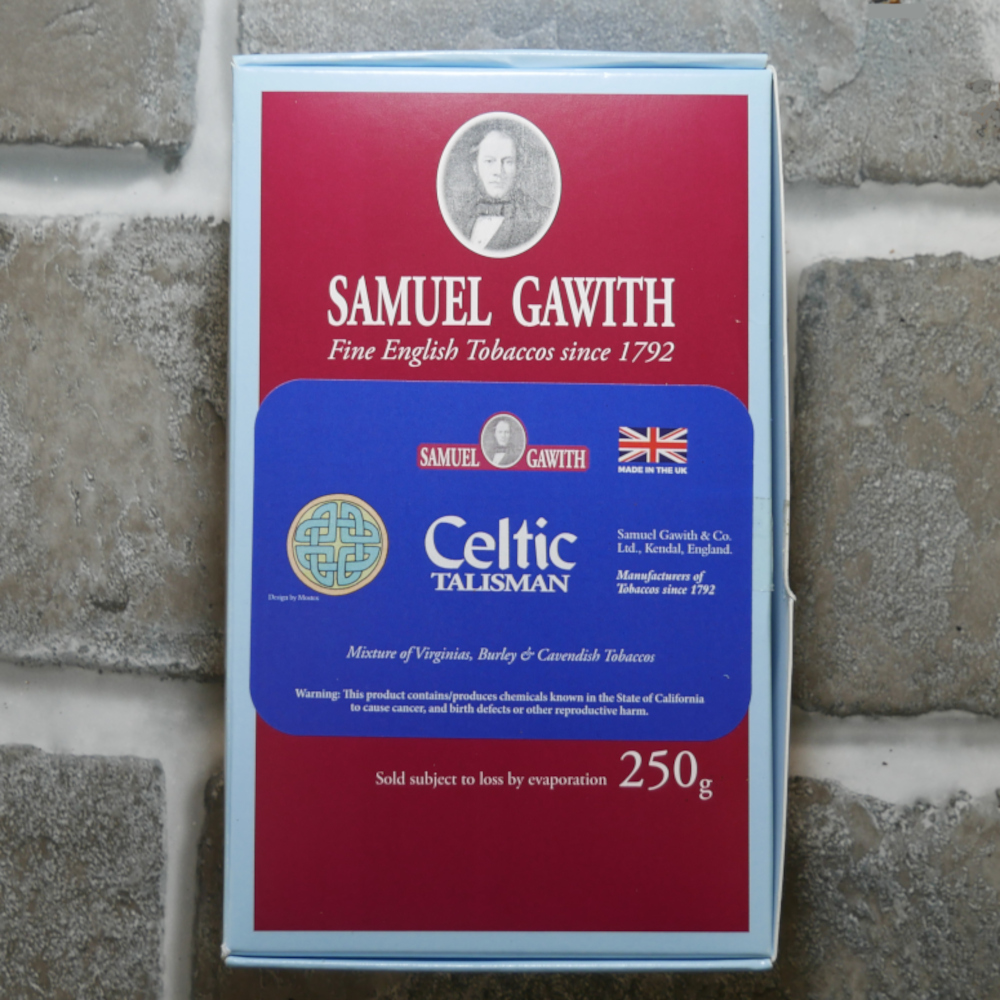 SAMUEL GAWITH
Fine English Tobaccos since 1792
SAMUEL GAWITH
MADE IN THE UK
Celtic
TALISMAN
Samuel Gawith & Co.
Ltd., Kendal, England.
Manufacturers of
Tobaccos since 1792
Design by Mostex
Mixture of Virginias, Burley & Cavendish Tobaccos
Warning: This product contains/produces chemicals known in the State of California
to cause cancer, and birth defects or other reproductive harm.
Sold subject to loss by evaporation 250g